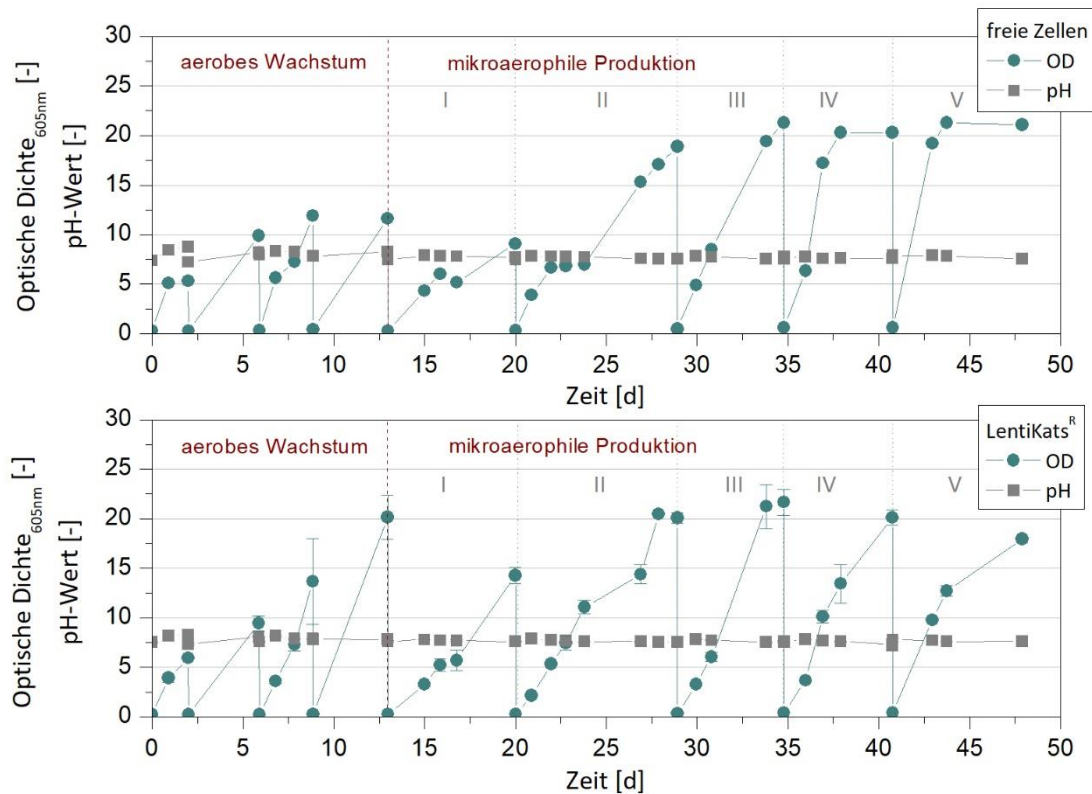 30
25
20
15
10
5
0
Optische Dichte605nm [-]
pH-Wert [-]
aerobes Wachstum
mikroaerophile Produktion
I
II
III
IV
V
freie Zellen
OD
pH
0 5 10 15 20 25 30 35 40 45 50
Zeit [d]
30
25
20
15
10
5
0
Optische Dichte605nm [-]
pH-Wert [-]
aerobes Wachstum
mikroaerophile Produktion
I
II
III
IV
V
LentiKatsR
OD
pH
0 5 10 15 20 25 30 35 40 45 50
Zeit [d]